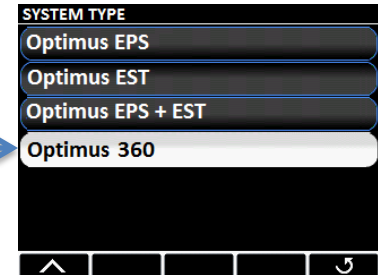 SYSTEM TYPE
Optimus EPS
Optimus EST
Optimus EPS + EST
Optimus 360